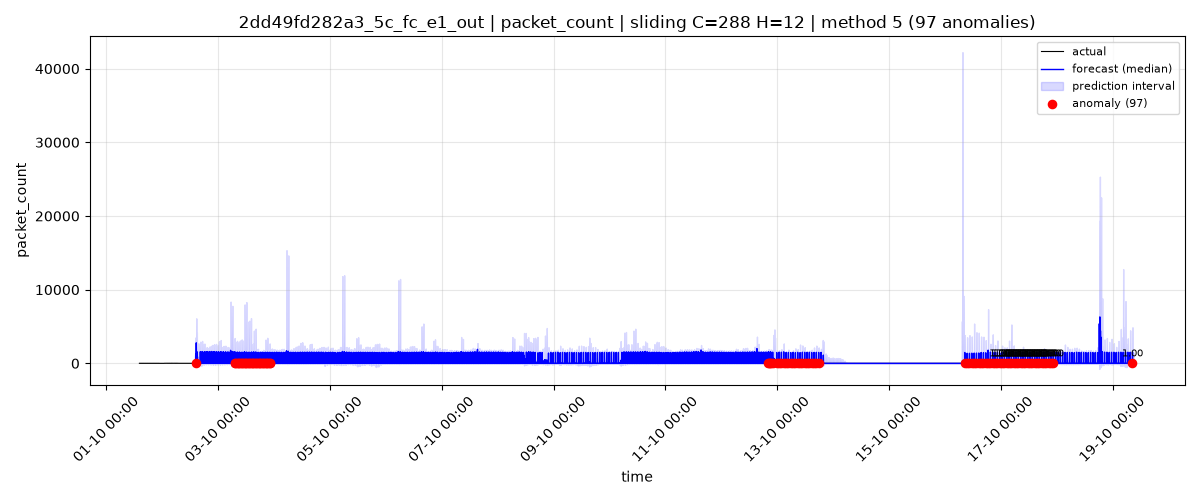 2dd49fd282a3_5c_fc_e1_out | packet_count | sliding C=288 H=12 | method 5 (97 anomalies)
actual
forecast (median)
prediction interval
anomaly (97)
packet_count
40000
30000
20000
10000
0
01-10 00:00
03-10 00:00
05-10 00:00
07-10 00:00
09-10 00:00
11-10 00:00
13-10 00:00
15-10 00:00
17-10 00:00
19-10 00:00
time